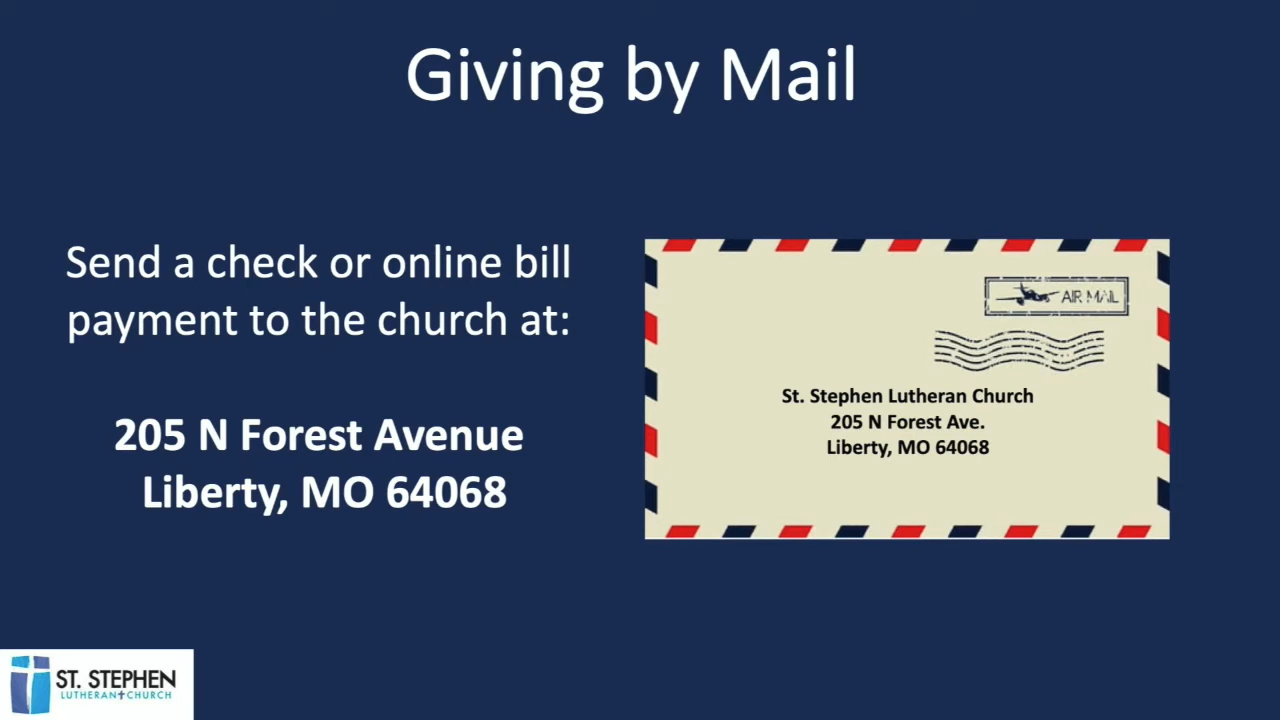 Giving by Mail
Send a check or online bill
payment to the church at:
205 N Forest Avenue
Liberty, MO 64068
AIR MAIL
St. Stephen Lutheran Church
205 N Forest Ave.
Liberty, MO 64068
ST. STEPHEN
LUTHERAN CHURCH